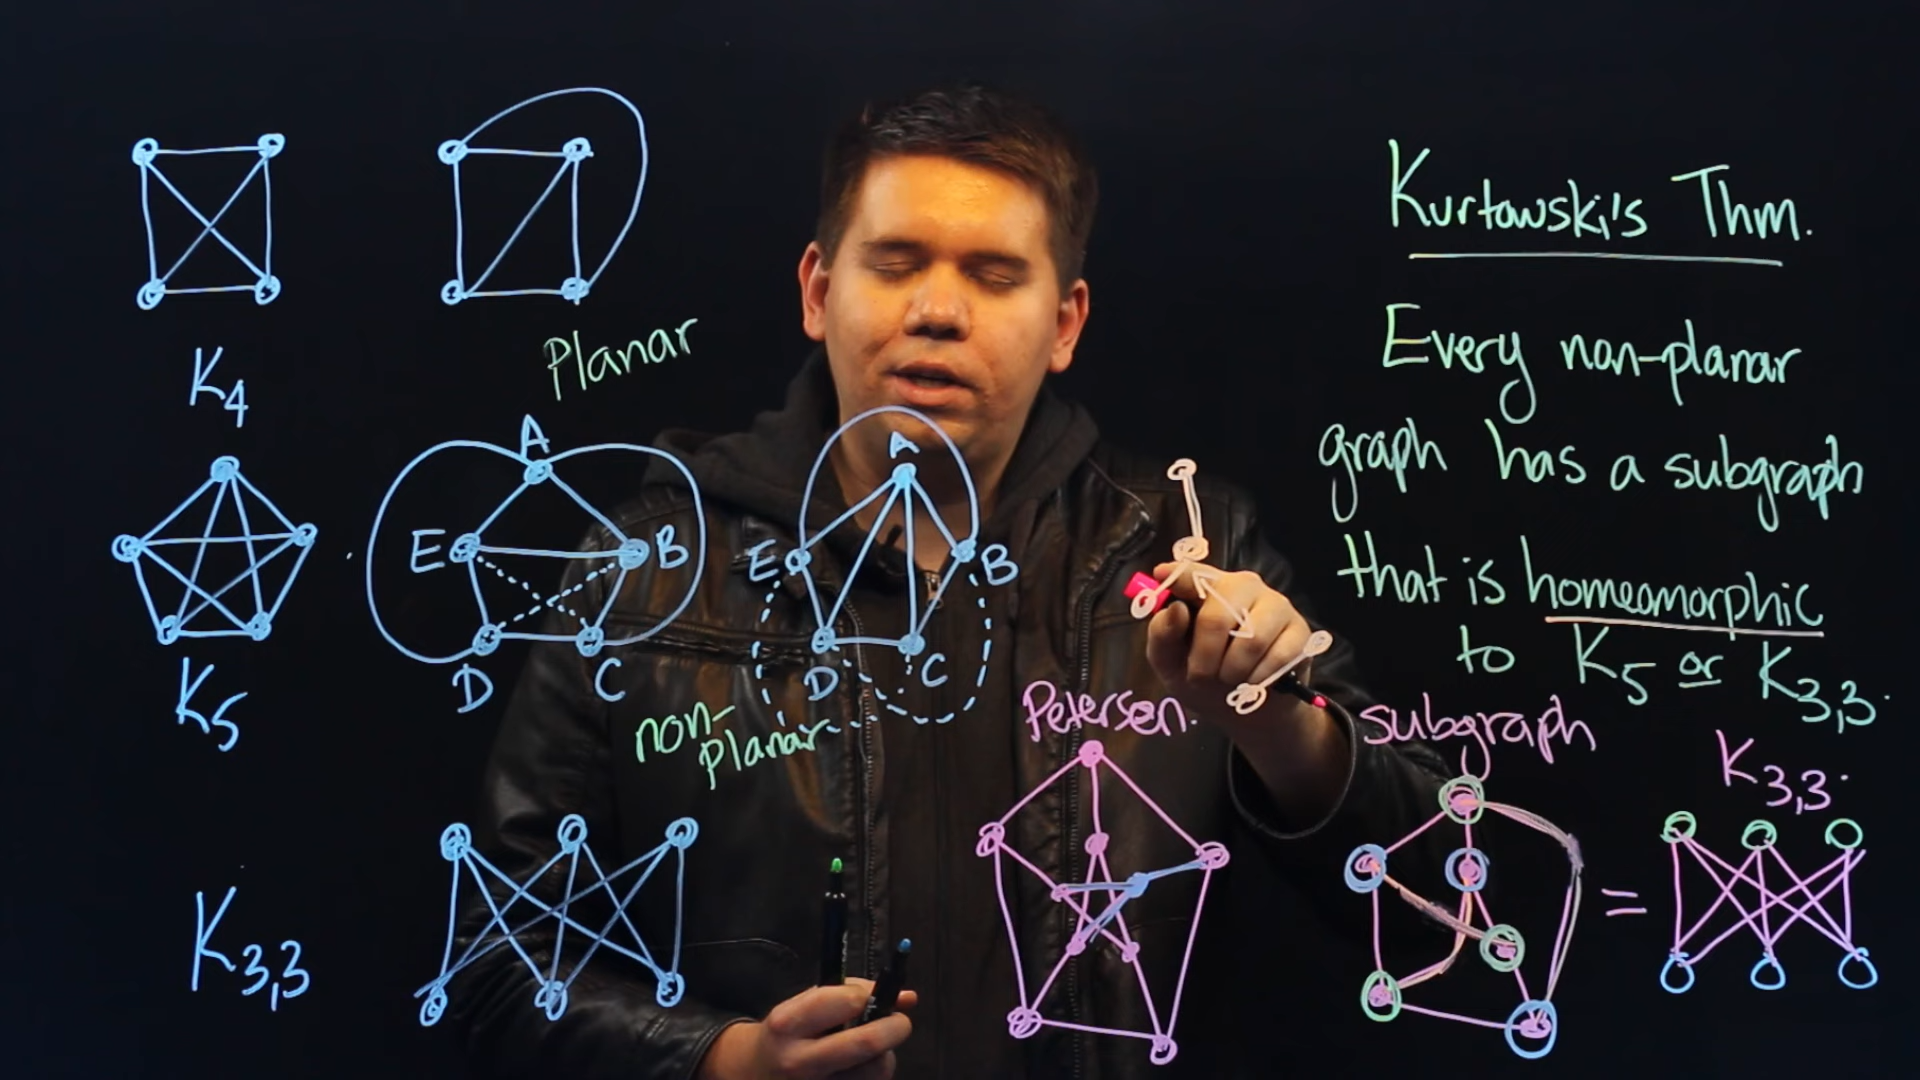 Kurtowski's Thm.
Every non-planar
graph has a subgraph
that is homeomorphic
to K5 or K3,3.
Planar
K4
A
E
B
D
C
K5
A
E
B
D
C
non-
planar
Petersen.
subgraph
K3,3.
=
K3,3